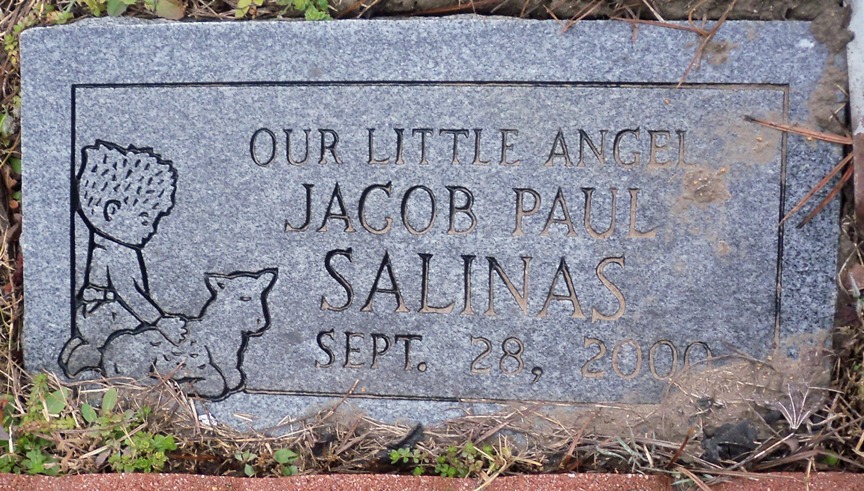 OUR LITTLE ANGEL
JACOB PAUL
SALINAS
SEPT. 28, 2000